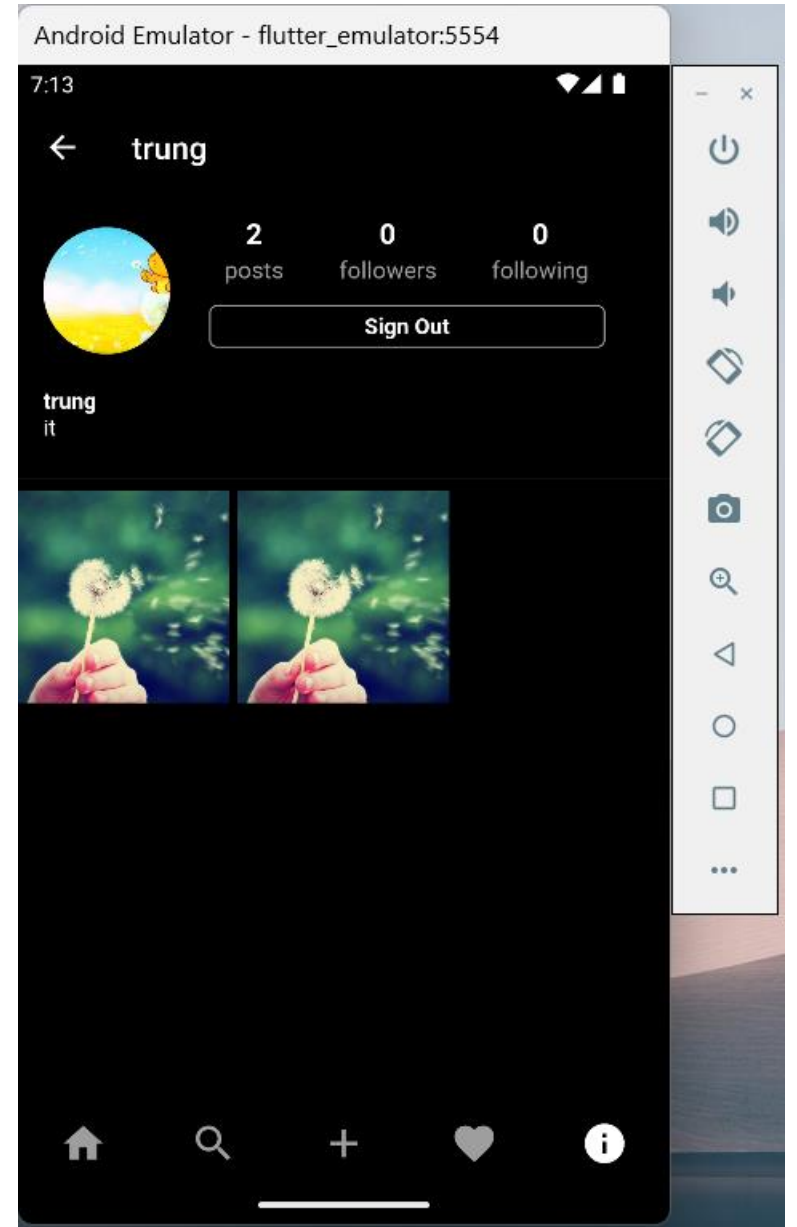 Android Emulator - flutter_emulator:5554
7:13
trung
2 0 0
posts followers following
Sign Out
trung
it